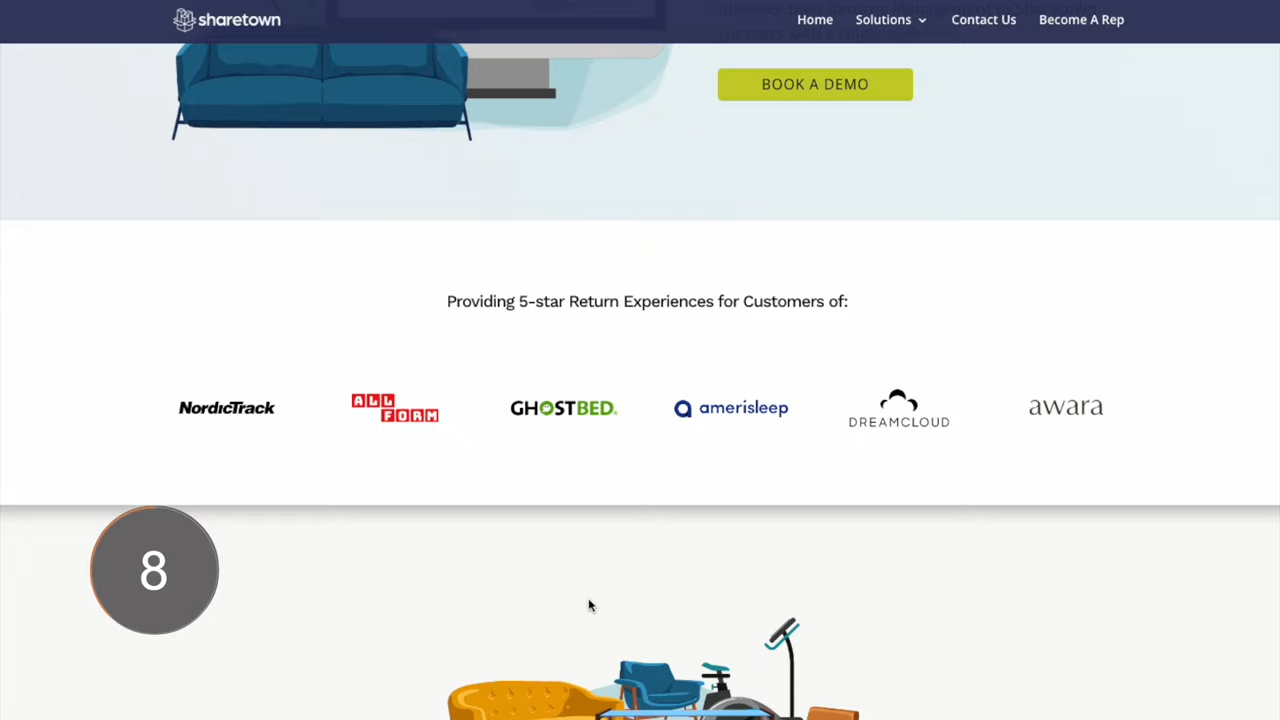 sharetown
Home Solutions Contact Us Become A Rep
BOOK A DEMO
Providing 5-star Return Experiences for Customers of:
NordicTrack
ALL
FORM
GHOSTBED.
amerisleep
DREAMCLOUD
awara
8